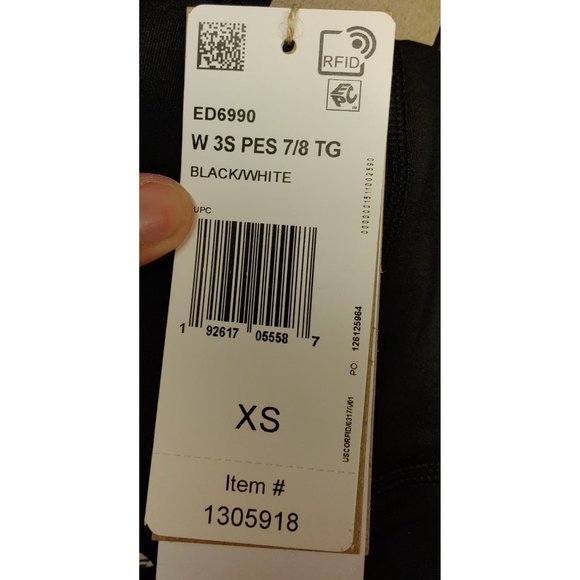 RFID
EPC
ED6990
W 3S PES 7/8 TG
BLACK/WHITE
UPC
1 92617 05558 7
XS
Item #
1305918
PO: 126125964